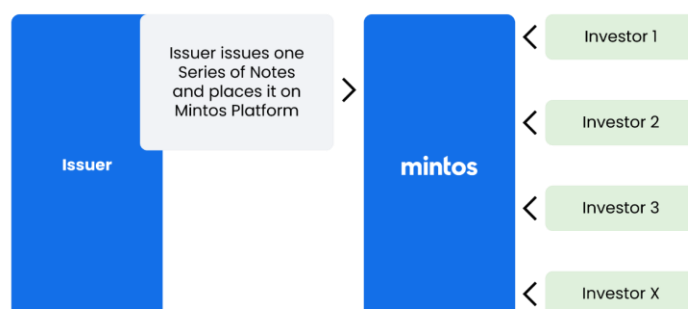 Issuer
Issuer issues one
Series of Notes
and places it on
Mintos Platform
mintos
Investor 1
Investor 2
Investor 3
Investor X